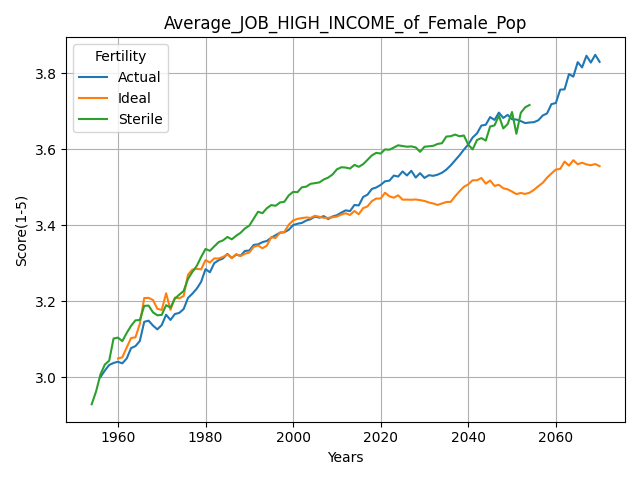 Average_JOB_HIGH_INCOME_of_Female_Pop
Fertility
Actual
Ideal
Sterile
Score(1-5)
3.8
3.6
3.4
3.2
3.0
1960 1980 2000 2020 2040 2060
Years